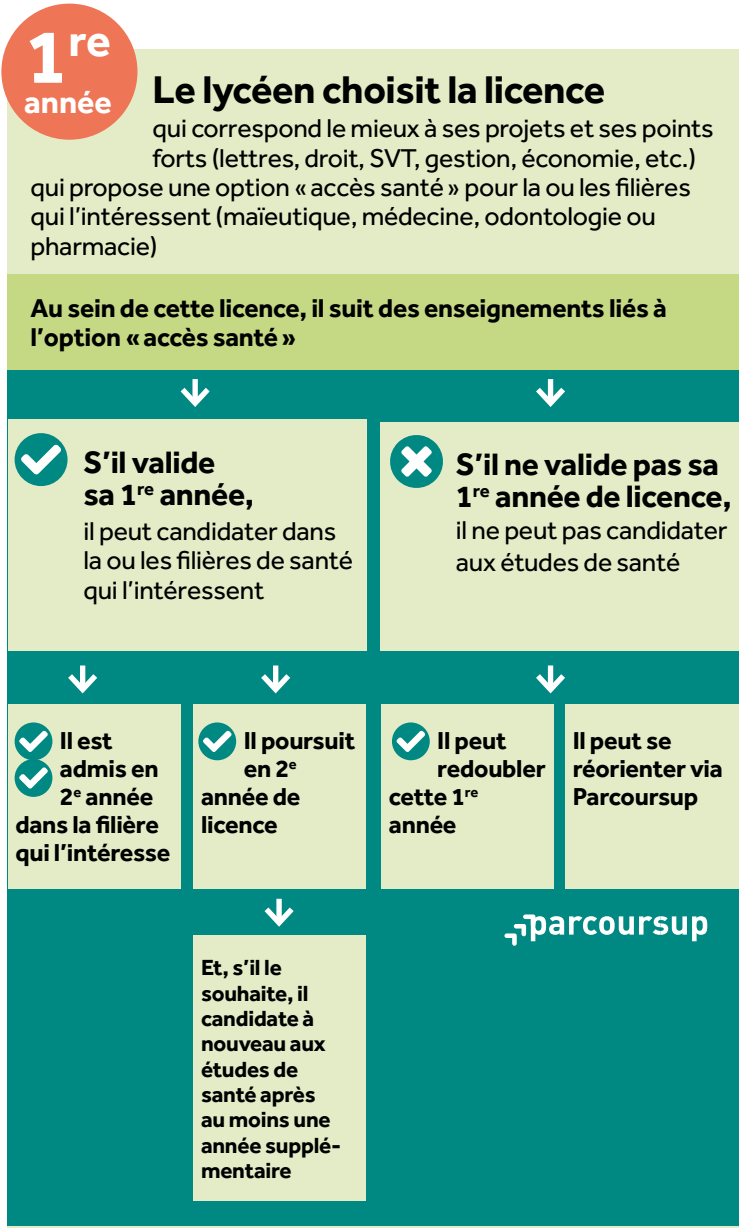 1re
année
Le lycéen choisit la licence
qui correspond le mieux à ses projets et ses points
forts (lettres, droit, SVT, gestion, économie, etc.)
qui propose une option « accès santé » pour la ou les filières
qui l’intéressent (maïeutique, médecine, odontologie ou
pharmacie)
Au sein de cette licence, il suit des enseignements liés à
l’option « accès santé »
S’il valide
sa 1re année,
il peut candidater dans
la ou les filières de santé
qui l’intéressent
S’il ne valide pas sa
1re année de licence,
il ne peut pas candidater
aux études de santé
Il est
admis en
2e année
dans la filière
qui l’intéresse
Il poursuit
en 2e
année de
licence
Il peut
redoubler
cette 1re
année
Il peut se
réorienter via
Parcoursup
parcoursup
Et, s’il le
souhaite, il
candidate à
nouveau aux
études de
santé après
au moins une
année supplé-
mentaire